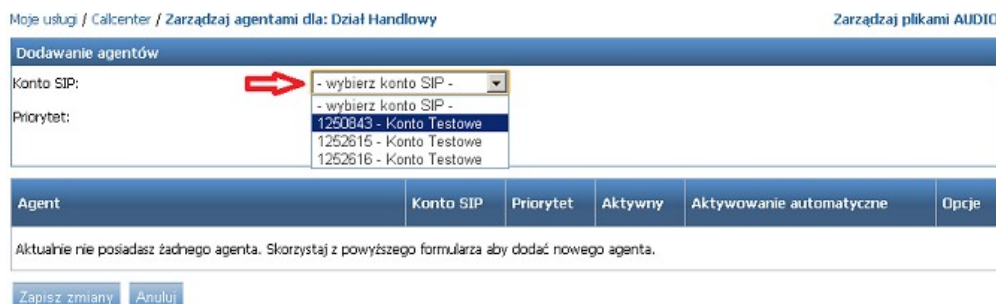 Moje usługi / Callcenter / Zarządzaj agentami dla: Dział Handlowy Zarządzaj plikami AUDIO
Dodawanie agentów
Konto SIP: - wybierz konto SIP -
- wybierz konto SIP -
Priorytet: 1250843 - Konto Testowe
1252615 - Konto Testowe
1252616 - Konto Testowe
Agent Konto SIP Priorytet Aktywny Aktywowanie automatyczne Opcje
Aktualnie nie posiadasz żadnego agenta. Skorzystaj z powyższego formularza aby dodać nowego agenta.
Zapisz zmiany Anuluj